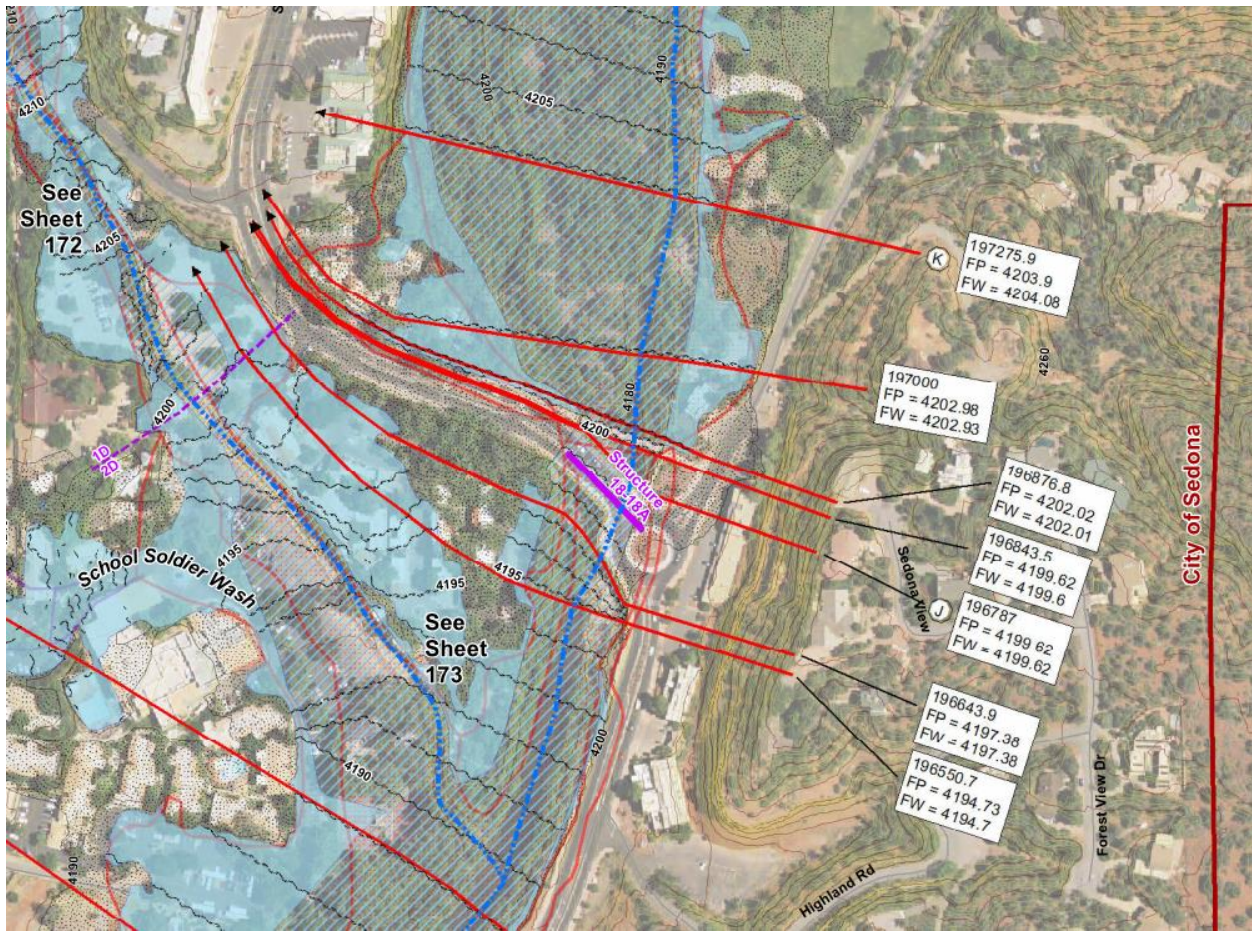 4210
S
4190
4200
4205
4210
See
Sheet
172
4205
K
197275.9
FP = 4203.9
FW = 4204.08
4260
197000
FP = 4202.98
FW = 4202.93
4180
4200
4200
1D
2D
Structure
18-18A
196876.8
FP = 4202.02
FW = 4202.01
City of Sedona
196843.5
FP = 4199.62
FW = 4199.6
Sedona View
J
196787
FP = 4199.62
FW = 4199.62
4195
4195
4195
School Soldier Wash
See
Sheet
173
196643.9
FP = 4197.38
FW = 4197.38
4200
196550.7
FP = 4194.73
FW = 4194.7
4190
Forest View Dr
4190
Highland Rd